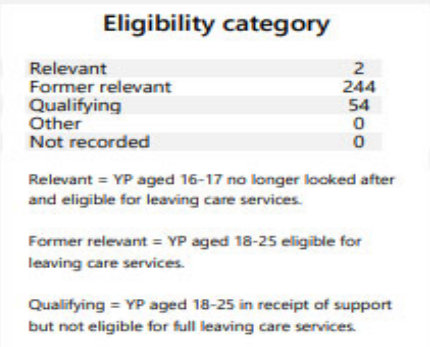 Eligibility category
Relevant 2
Former relevant 244
Qualifying 54
Other 0
Not recorded 0
Relevant = YP aged 16-17 no longer looked after
and eligible for leaving care services.
Former relevant = YP aged 18-25 eligible for
leaving care services.
Qualifying = YP aged 18-25 in receipt of support
but not eligible for full leaving care services.